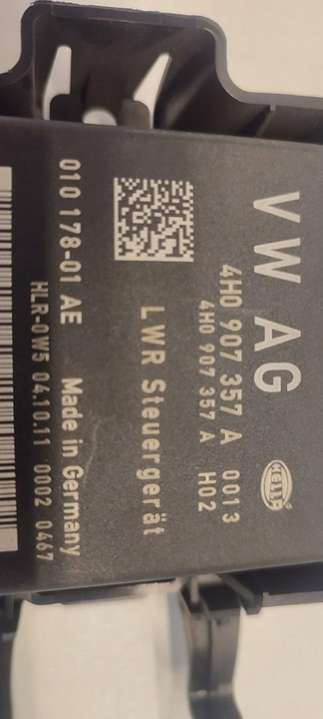 VW AG
4H0 907 357 A 0013
4H0 907 357 A H02
HELLA
LWR Steuergerät
010 178-01 AE Made in Germany
HLR-0W5 04.10.11 0002 0467